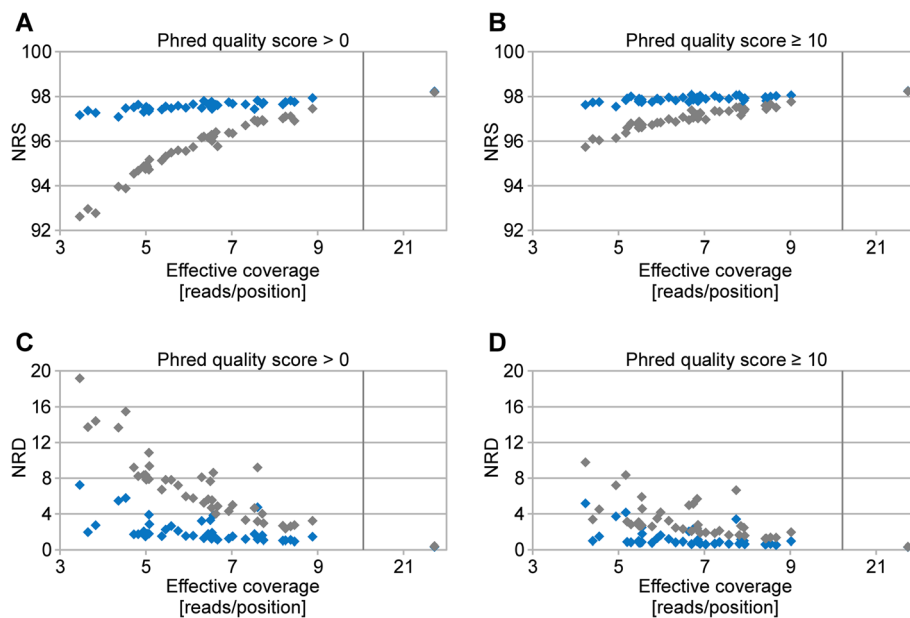 A
Phred quality score > 0
100
98
96
94
92
NRS
3 5 7 9 21
Effective coverage
[reads/position]
B
Phred quality score ≥ 10
100
98
96
94
92
NRS
3 5 7 9 21
Effective coverage
[reads/position]
C
Phred quality score > 0
20
16
12
8
4
0
NRD
3 5 7 9 21
Effective coverage
[reads/position]
D
Phred quality score ≥ 10
20
16
12
8
4
0
NRD
3 5 7 9 21
Effective coverage
[reads/position]